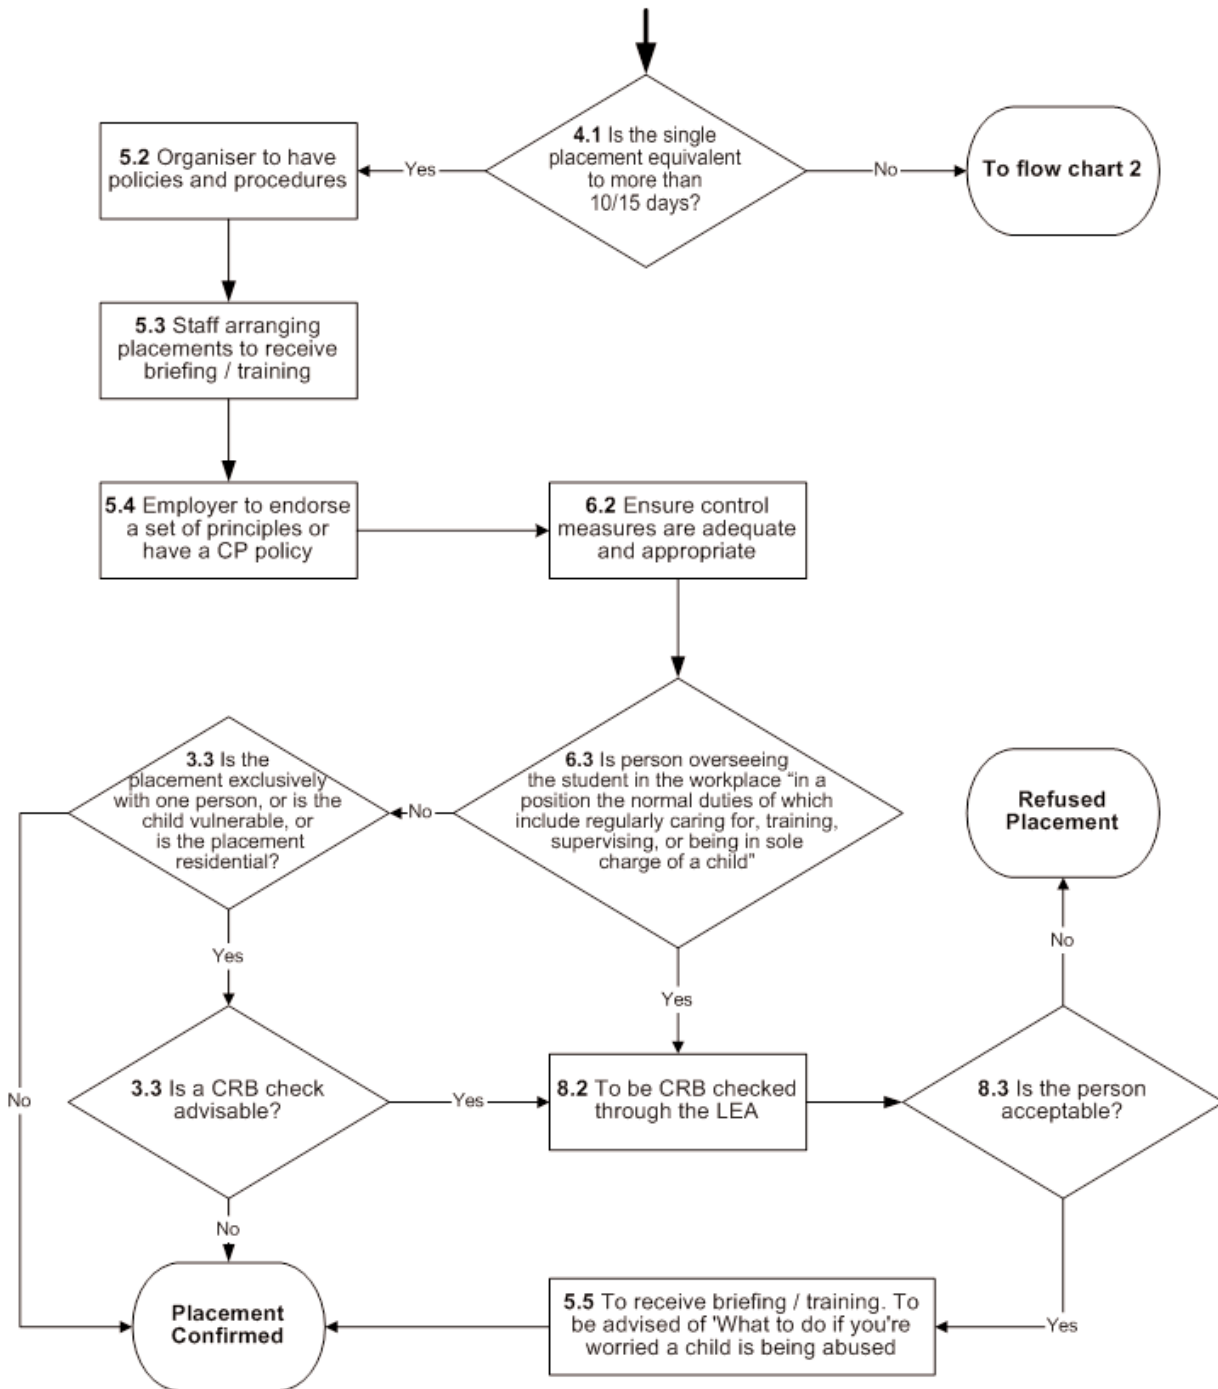 4.1 Is the single
placement equivalent
to more than
10/15 days?
Yes
No
5.2 Organiser to have
policies and procedures
To flow chart 2
5.3 Staff arranging
placements to receive
briefing / training
5.4 Employer to endorse
a set of principles or
have a CP policy
6.2 Ensure control
measures are adequate
and appropriate
6.3 Is person overseeing
the student in the workplace “in a
position the normal duties of which
include regularly caring for, training,
supervising, or being in sole
charge of a child”
No
Yes
3.3 Is the
placement exclusively
with one person, or is the
child vulnerable, or
is the placement
residential?
Yes
No
3.3 Is a CRB check
advisable?
Yes
No
8.2 To be CRB checked
through the LEA
8.3 Is the person
acceptable?
No
Refused
Placement
Yes
5.5 To receive briefing / training. To
be advised of 'What to do if you're
worried a child is being abused
Placement
Confirmed